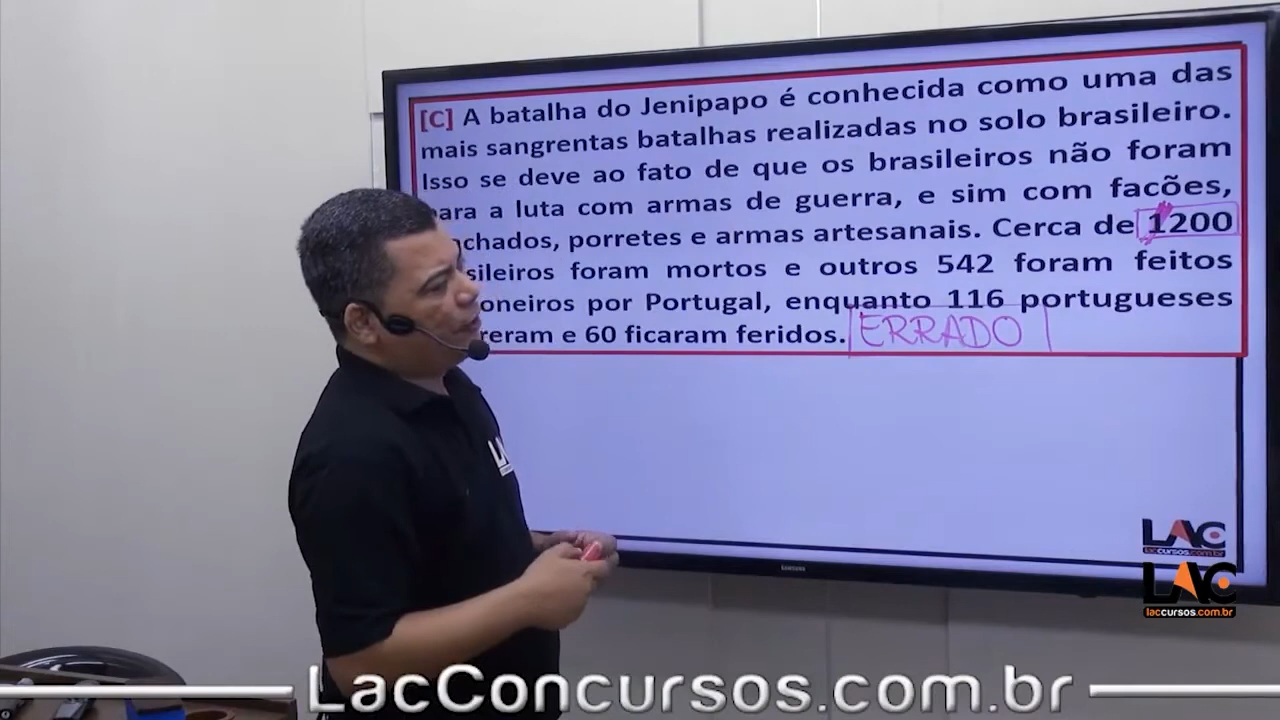 [C] A batalha do Jenipapo é conhecida como uma das
mais sangrentas batalhas realizadas no solo brasileiro.
Isso se deve ao fato de que os brasileiros não foram
para a luta com armas de guerra, e sim com facões,
chados, porretes e armas artesanais. Cerca de 1200
sileiros foram mortos e outros 542 foram feitos
oneiros por Portugal, enquanto 116 portugueses
reram e 60 ficaram feridos. ERRADO
LAC
laccursos.com.br
SAMSUNG
LAC
laccursos.com.br
LacConcursos.com.br